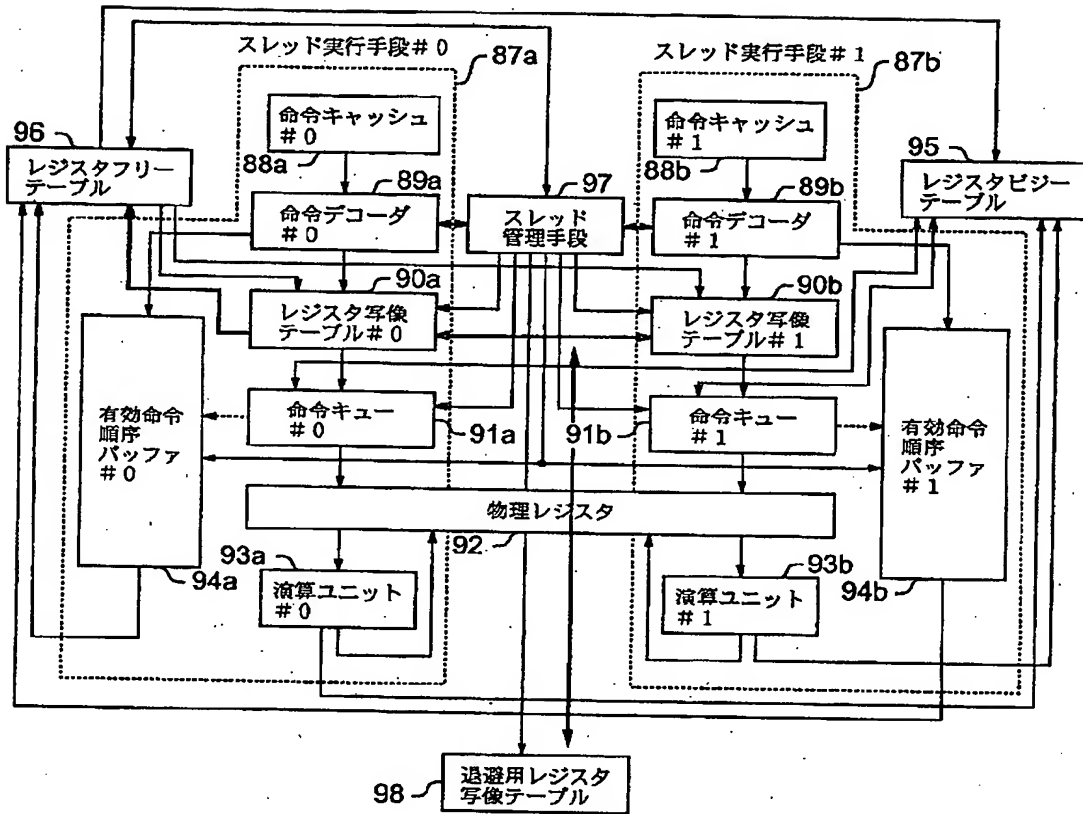 スレッド実行手段#0
87a
スレッド実行手段#1
87b
96
レジスタフリー
テーブル
命令キャッシュ
#0
88a
89a
命令デコーダ
#0
97
スレッド
管理手段
命令キャッシュ
#1
88b
89b
命令デコーダ
#1
95
レジスタビジー
テーブル
90a
レジスタ写像
テーブル#0
90b
レジスタ写像
テーブル#1
有効命令
順序
バッファ
#0
94a
命令キュー
#0
91a
91b
命令キュー
#1
有効命令
順序
バッファ
#1
94b
物理レジスタ
92
93a
演算ユニット
#0
93b
演算ユニット
#1
98
退避用レジスタ
写像テーブル